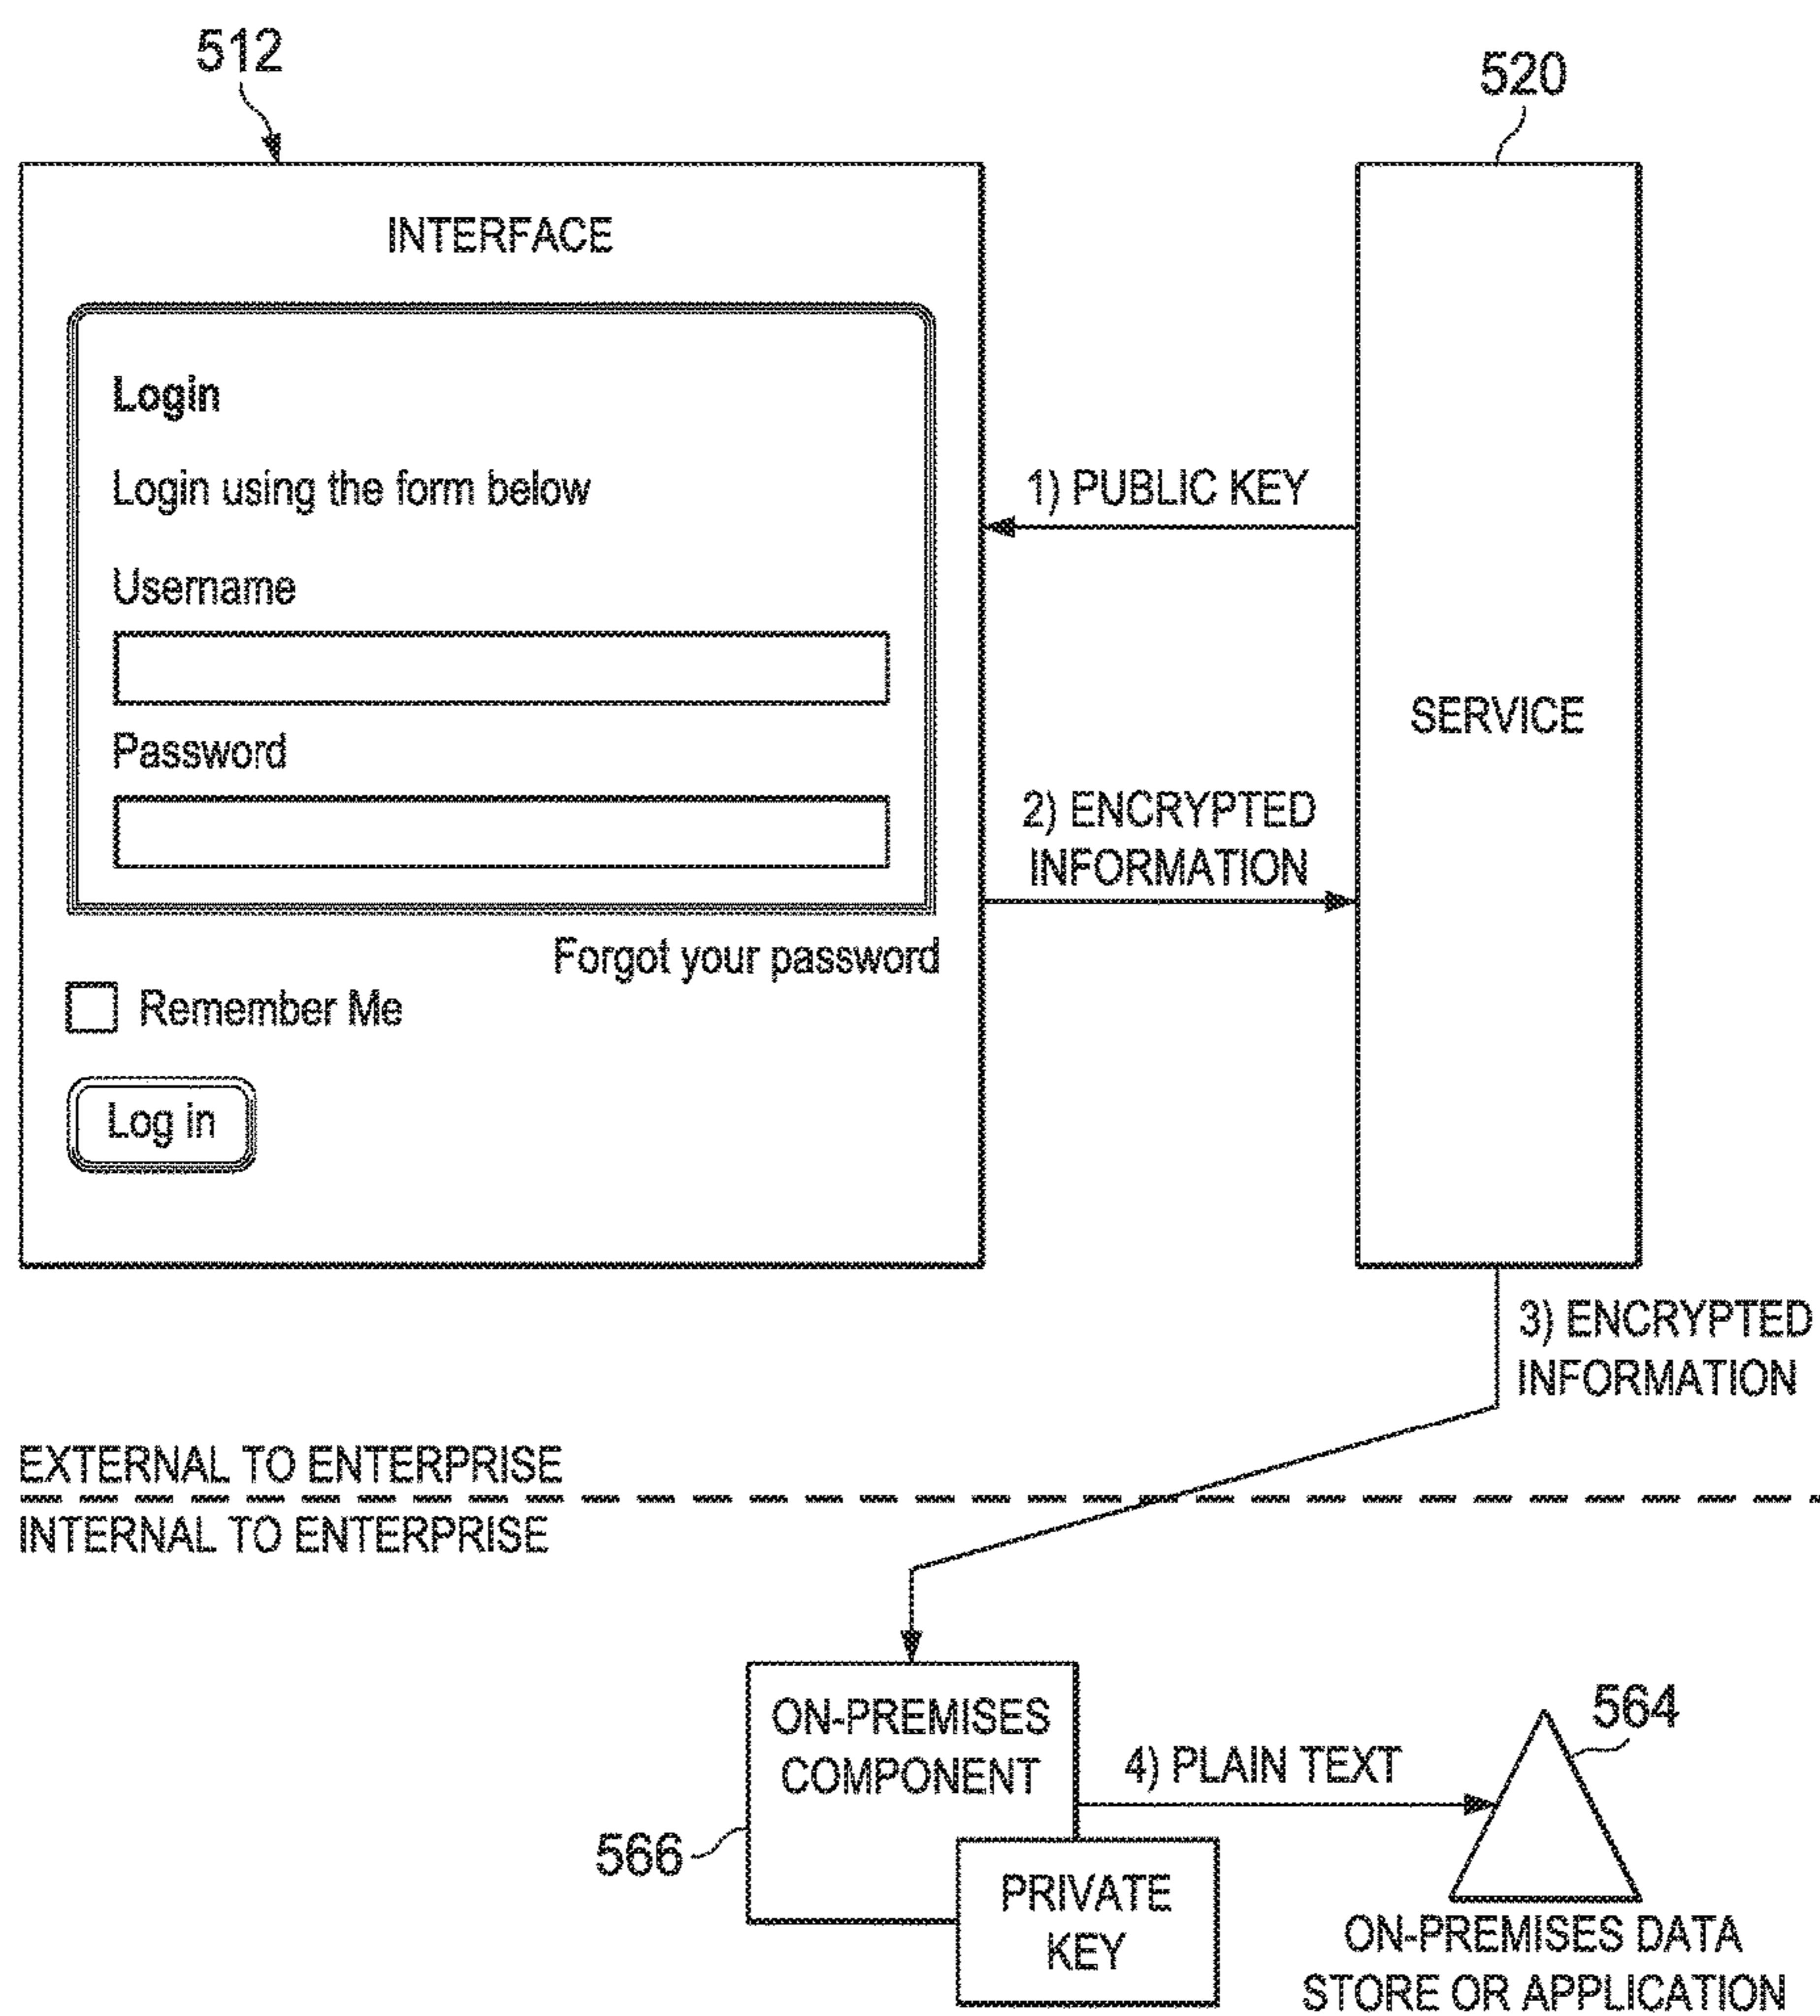 512
520
INTERFACE
Login
Login using the form below
Username
Password
Forgot your password
Remember Me
Log in
1) PUBLIC KEY
2) ENCRYPTED
INFORMATION
SERVICE
3) ENCRYPTED
INFORMATION
EXTERNAL TO ENTERPRISE
INTERNAL TO ENTERPRISE
ON-PREMISES
COMPONENT
566
PRIVATE
KEY
4) PLAIN TEXT
564
ON-PREMISES DATA
STORE OR APPLICATION